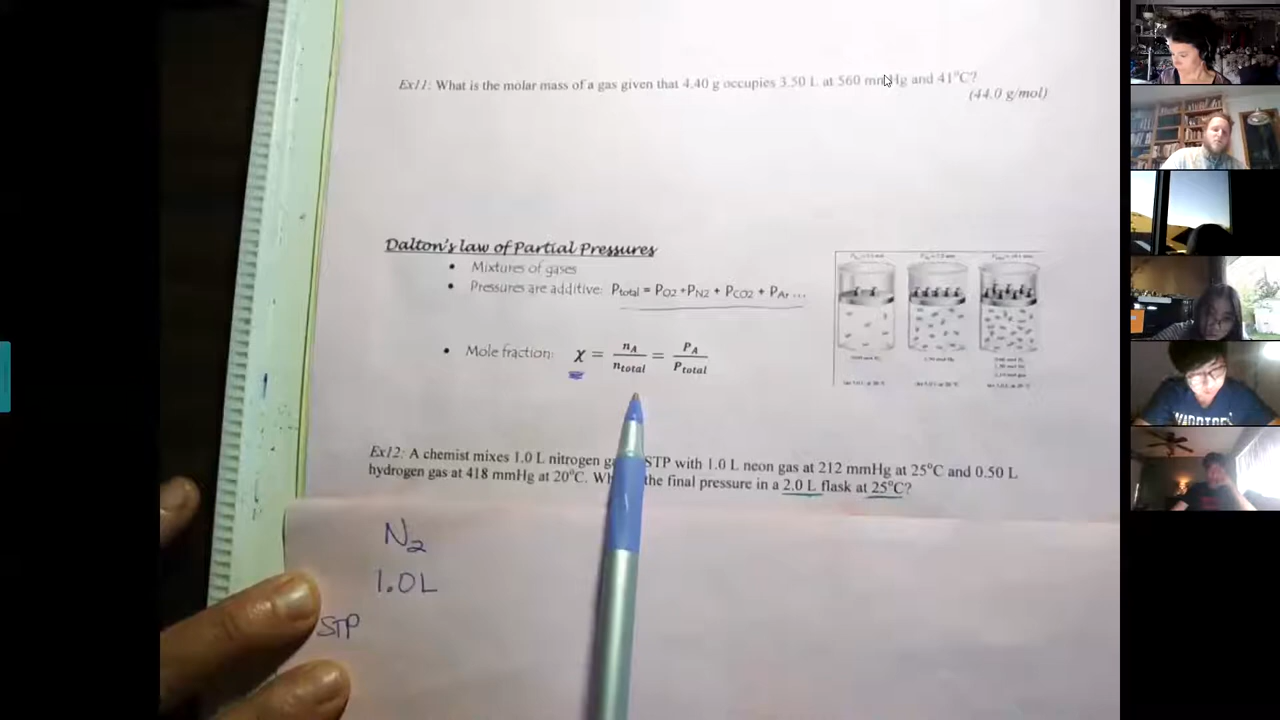 Ex11: What is the molar mass of a gas given that 4.40 g occupies 3.50 L at 560 mmHg and 41°C?
(44.0 g/mol)
Dalton's law of Partial Pressures
• Mixtures of gases
• Pressures are additive: Ptotal = PO2 +PN2 + PCO2 + PAr ...
• Mole fraction: χ = nA/ntotal = PA/Ptotal
Ex12: A chemist mixes 1.0 L nitrogen STP with 1.0 L neon gas at 212 mmHg at 25°C and 0.50 L
hydrogen gas at 418 mmHg at 20°C. the final pressure in a 2.0 L flask at 25°C?
N2
1.0L
STP